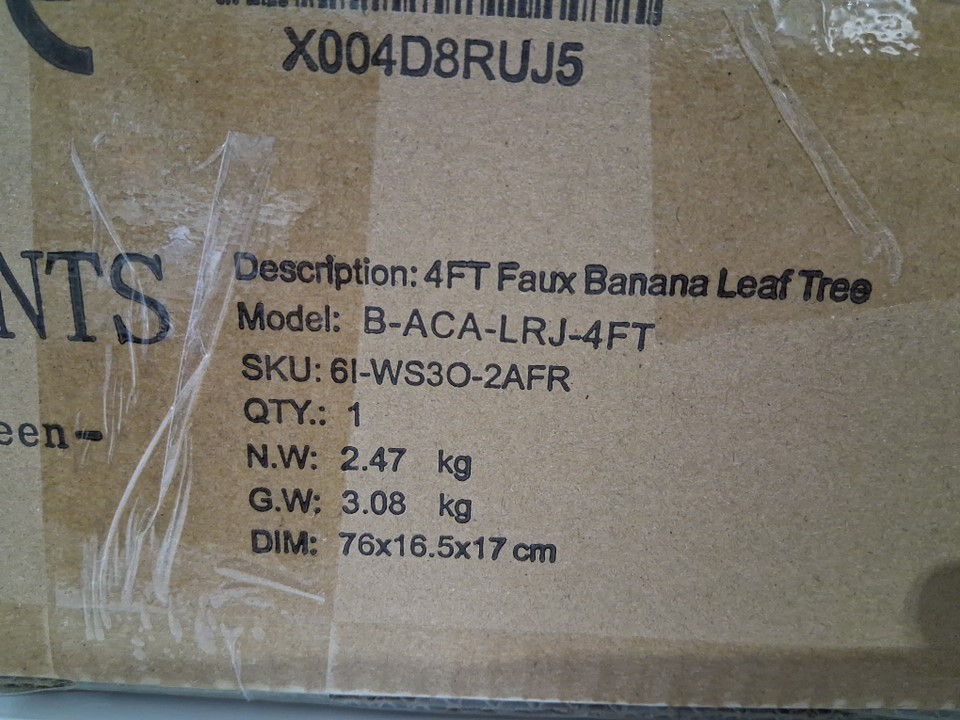 X004D8RUJ5
NTS
een-
Description: 4FT Faux Banana Leaf Tree
Model: B-ACA-LRJ-4FT
SKU: 6I-WS3O-2AFR
QTY.: 1
N.W: 2.47 kg
G.W: 3.08 kg
DIM: 76x16.5x17 cm